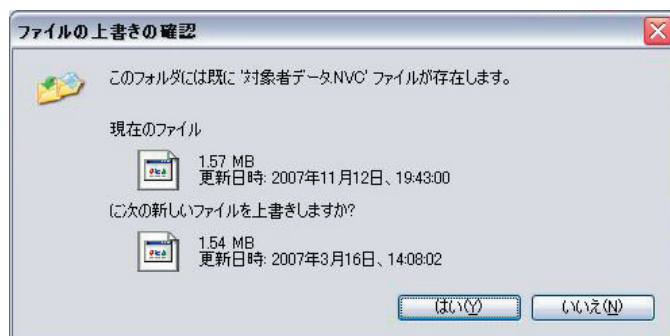 ファイルの上書きの確認
このフォルダには既に '対象者データ.NVC' ファイルが存在します。
現在のファイル
1.57 MB
更新日時: 2007年11月12日、19:43:00
に次の新しいファイルを上書きしますか?
1.54 MB
更新日時: 2007年3月16日、14:08:02
はい(Y)
いいえ(N)